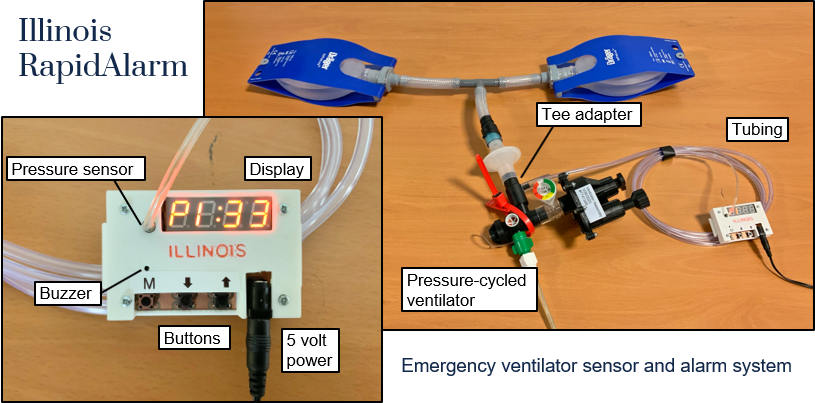 Illinois
RapidAlarm
Dräger
Dräger
Tee adapter
Tubing
Pressure sensor
Display
P1:33
ILLINOIS
Buzzer
M
Buttons
5 volt
power
Pressure-cycled
ventilator
ILLINOIS
Emergency ventilator sensor and alarm system